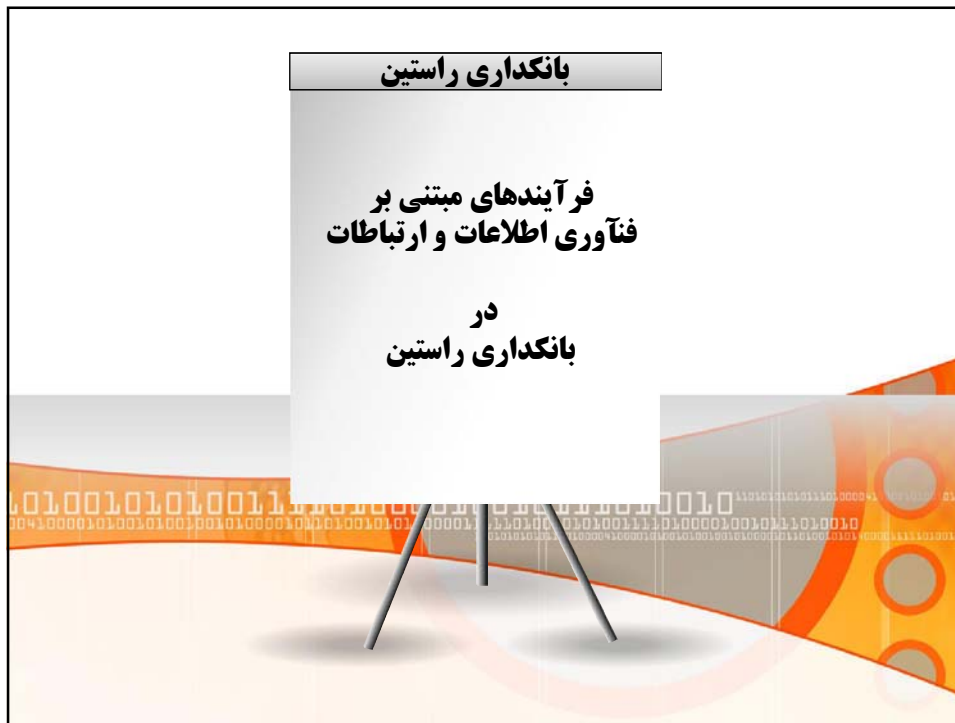 بانکداری راستین
فرآیندهای مبتنی بر
فنآوری اطلاعات و ارتباطات
در
بانکداری راستین